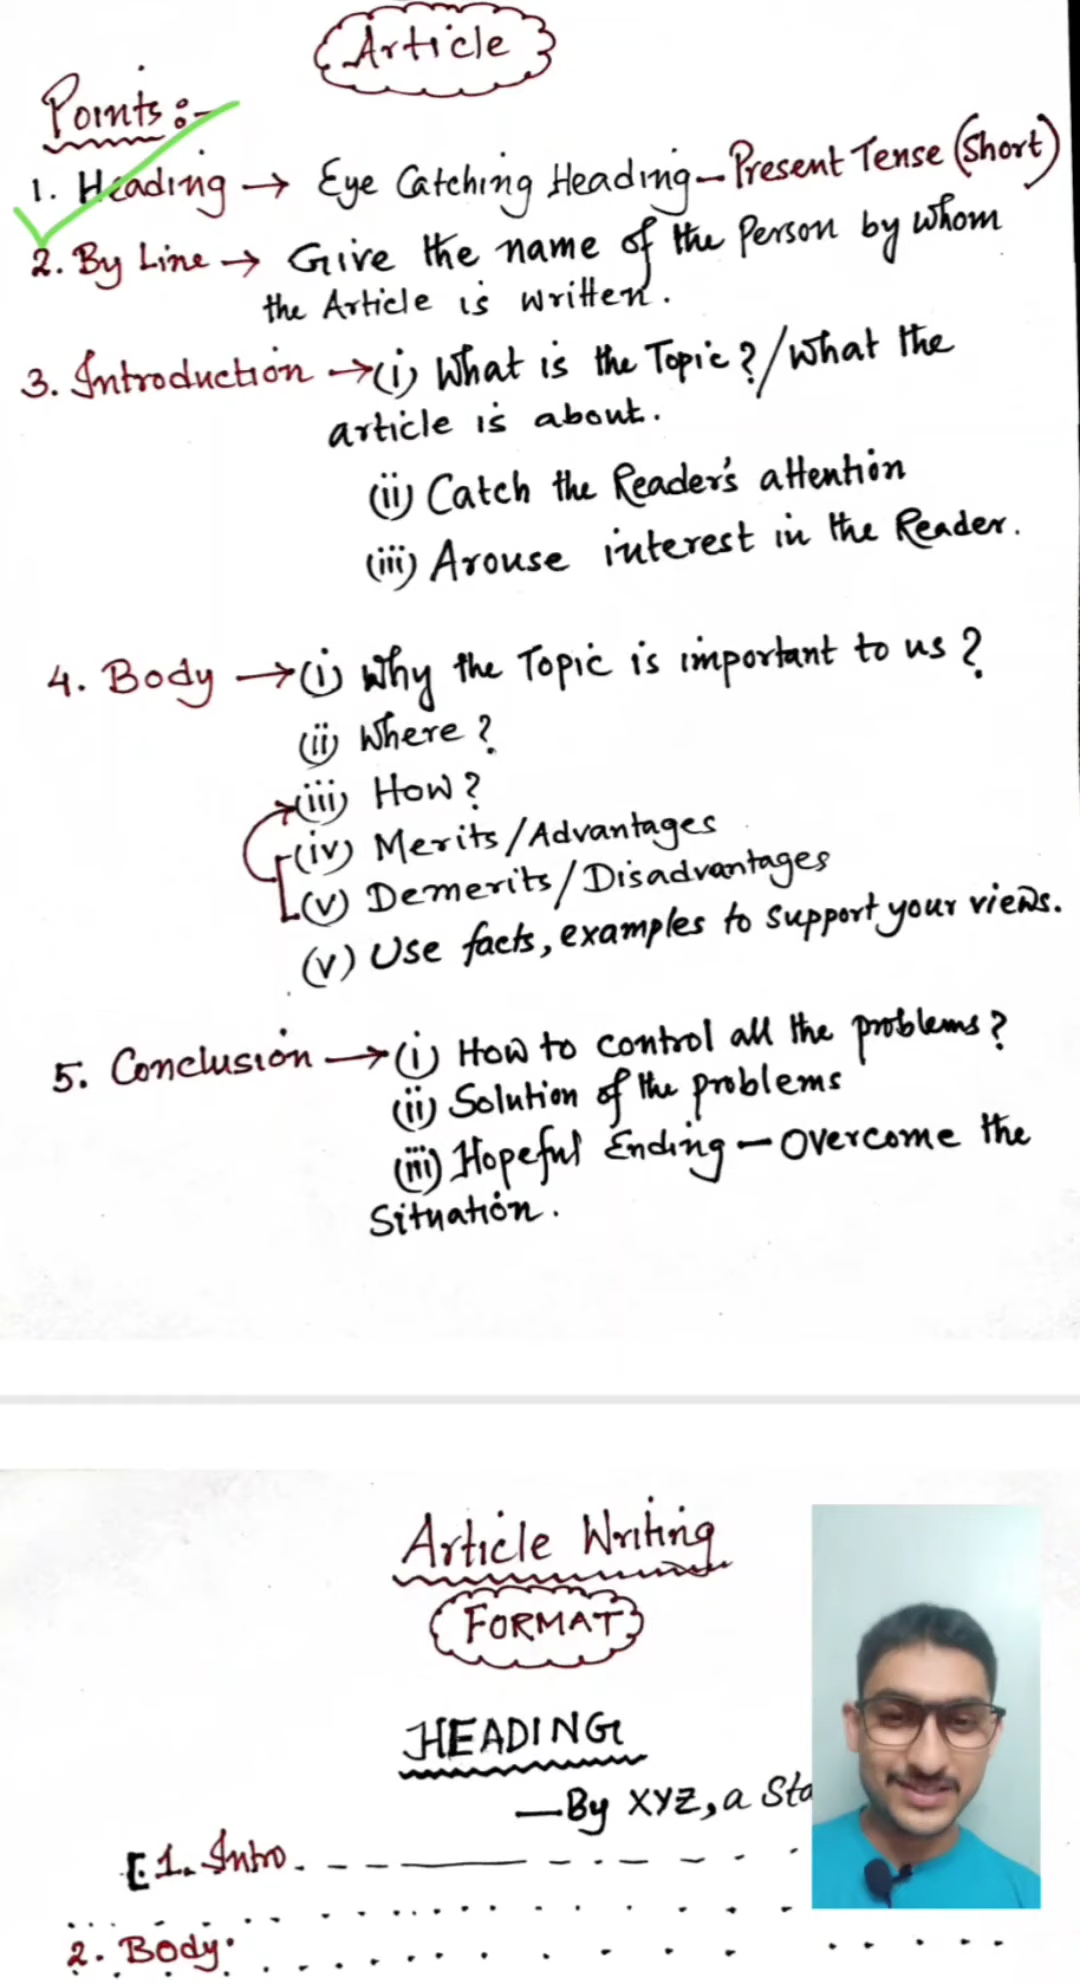 Article
Points :-
1. Heading → Eye Catching Heading - Present Tense (Short)
2. By Line → Give the name of the person by whom
the Article is written.
3. Introduction → (i) What is the Topic ? / what the
article is about.
(ii) Catch the Reader's attention
(iii) Arouse interest in the Reader.
4. Body → (i) Why the Topic is important to us ?
(ii) Where ?
(iii) How ?
(iv) Merits / Advantages
(v) Demerits / Disadvantages
(v) Use facts, examples to support your views.
5. Conclusion → (i) How to control all the problems ?
(ii) Solution of the problems
(iii) Hopeful Ending - Overcome the
Situation.
Article Writing
FORMAT
HEADING
- By XYZ, a Sta
[ 1. Intro.
2. Body.